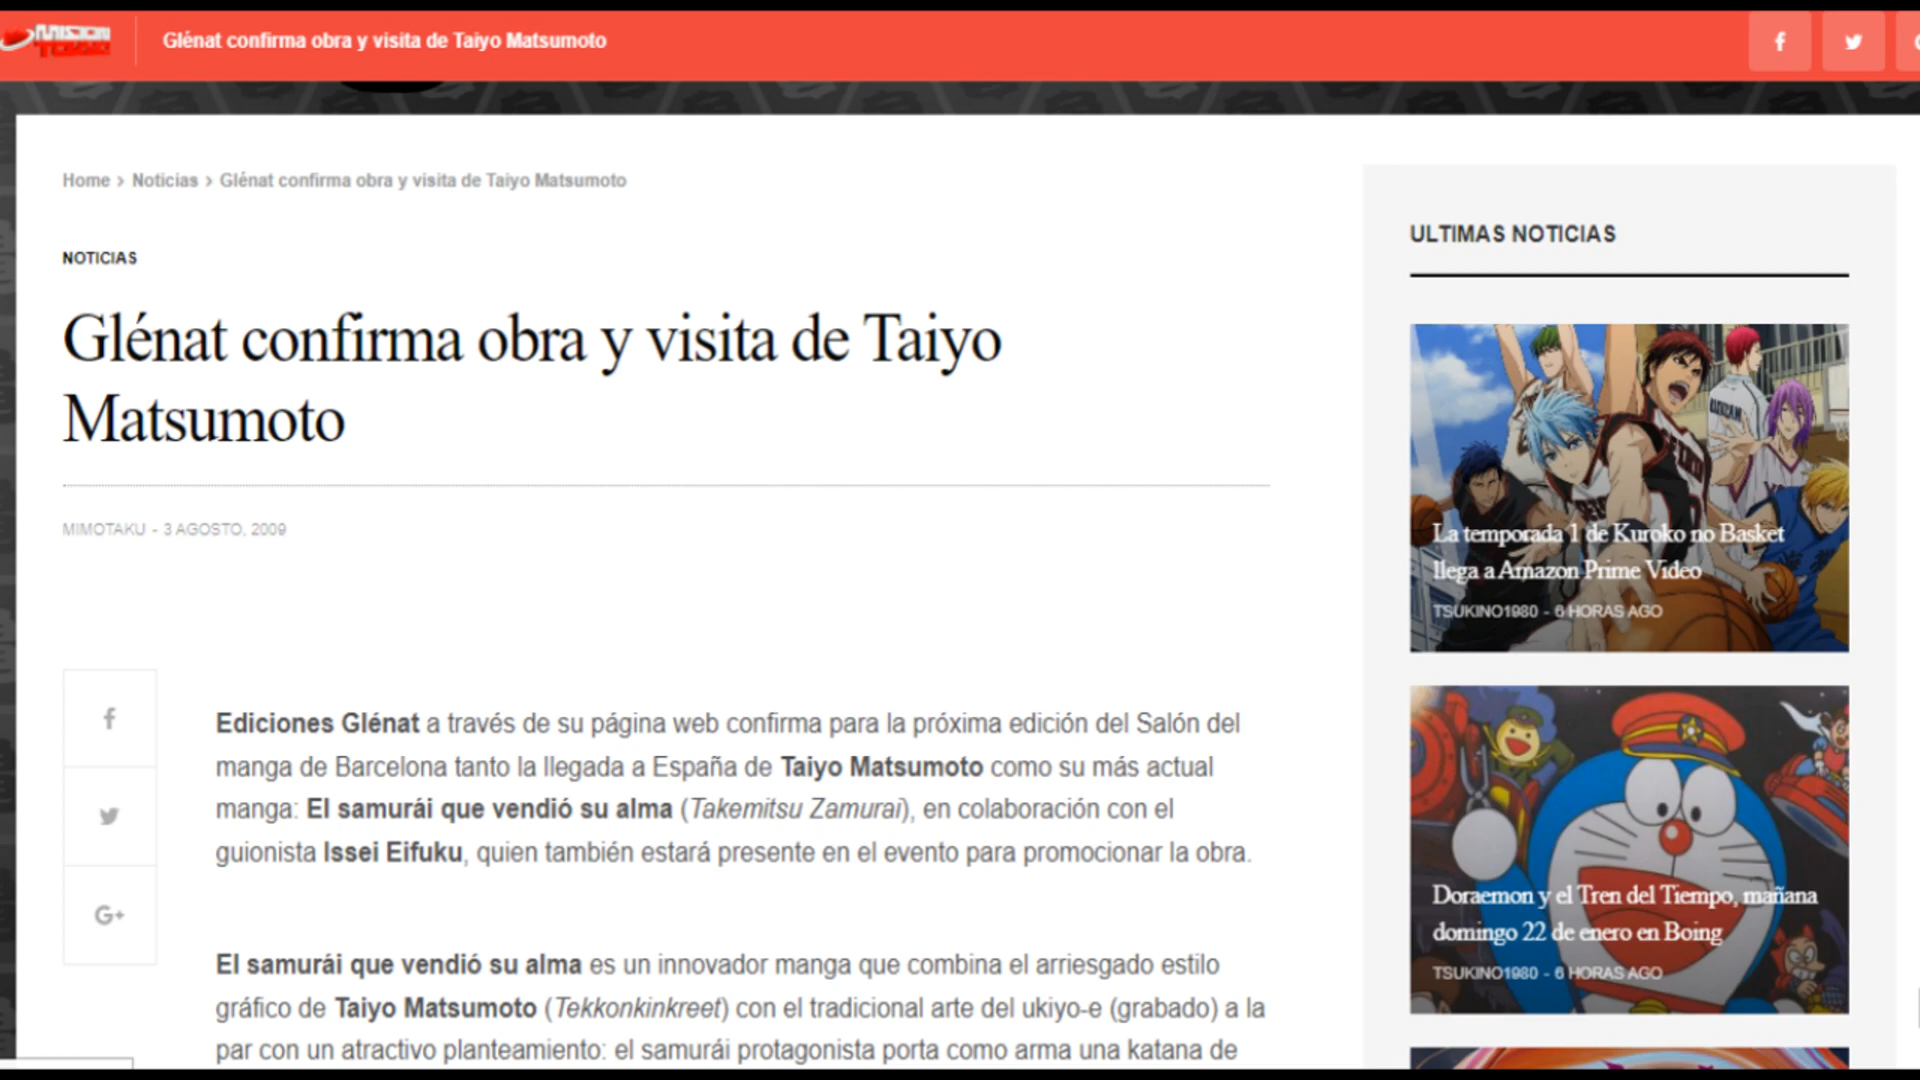 MISION
TOKYO
Glénat confirma obra y visita de Taiyo Matsumoto
Home > Noticias > Glénat confirma obra y visita de Taiyo Matsumoto
NOTICIAS
Glénat confirma obra y visita de Taiyo
Matsumoto
MIMOTAKU - 3 AGOSTO, 2009
Ediciones Glénat a través de su página web confirma para la próxima edición del Salón del
manga de Barcelona tanto la llegada a España de Taiyo Matsumoto como su más actual
manga: El samurái que vendió su alma (Takemitsu Zamurai), en colaboración con el
guionista Issei Eifuku, quien también estará presente en el evento para promocionar la obra.
El samurái que vendió su alma es un innovador manga que combina el arriesgado estilo
gráfico de Taiyo Matsumoto (Tekkonkinkreet) con el tradicional arte del ukiyo-e (grabado) a la
par con un atractivo planteamiento: el samurái protagonista porta como arma una katana de
G+
ULTIMAS NOTICIAS
La temporada 1 de Kuroko no Basket
llega a Amazon Prime Video
TSUKINO1980 - 6 HORAS AGO
Doraemon y el Tren del Tiempo, mañana
domingo 22 de enero en Boing
TSUKINO1980 - 6 HORAS AGO